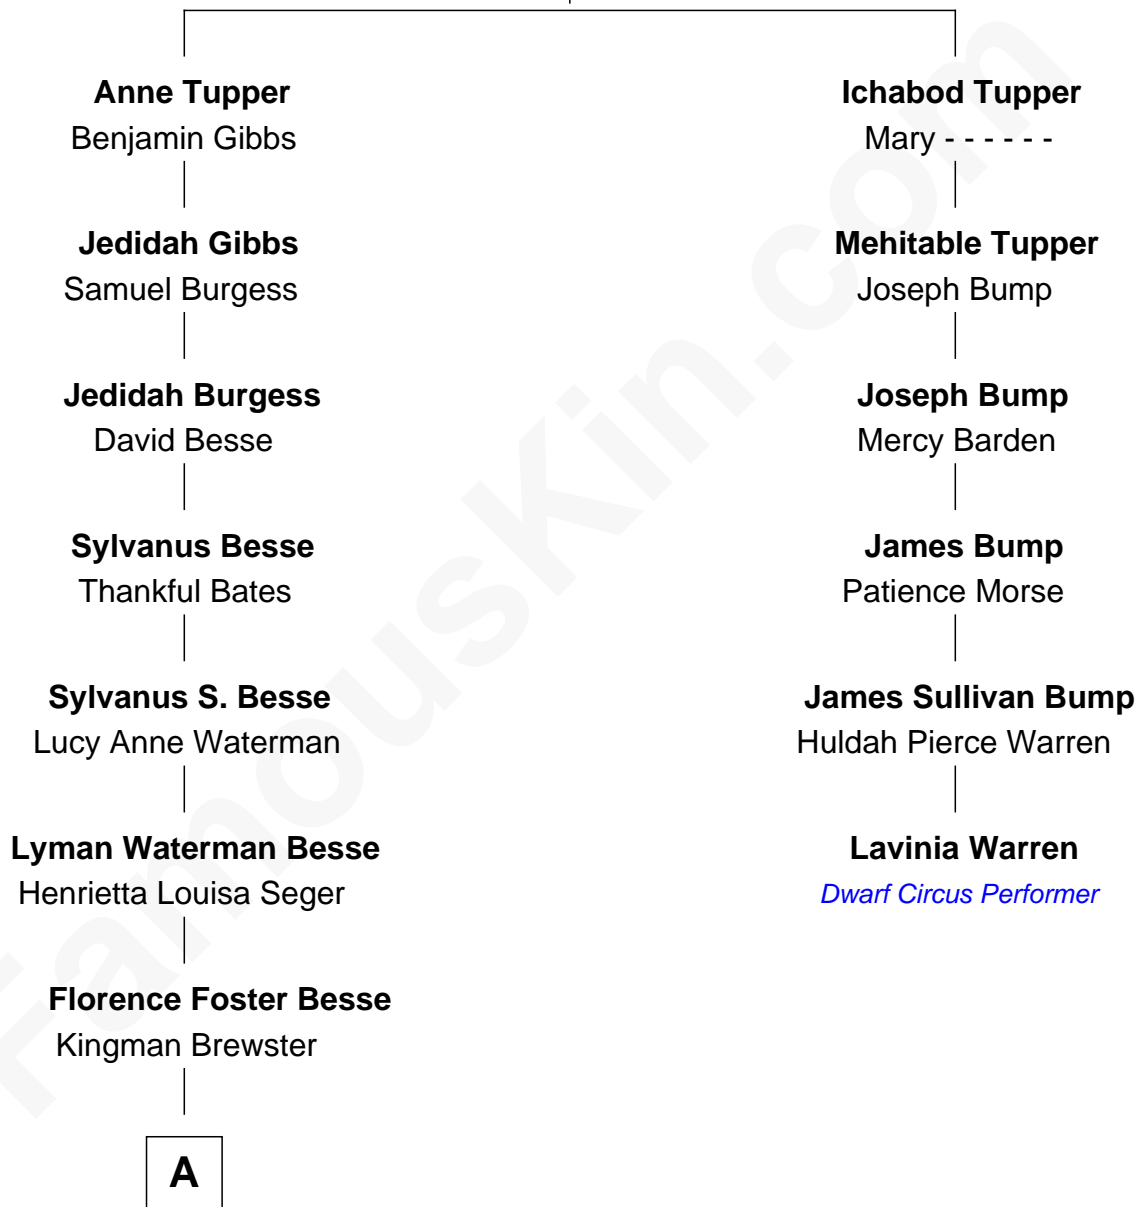 Anne Tupper
Benjamin Gibbs
Jedidah Gibbs
Samuel Burgess
Jedidah Burgess
David Besse
Sylvanus Besse
Thankful Bates
Sylvanus S. Besse
Lucy Anne Waterman
Lyman Waterman Besse
Henrietta Louisa Seger
Florence Foster Besse
Kingman Brewster
A
Ichabod Tupper
Mary - - - - - -
Mehitable Tupper
Joseph Bump
Joseph Bump
Mercy Barden
James Bump
Patience Morse
James Sullivan Bump
Huldah Pierce Warren
Lavinia Warren
Dwarf Circus Performer
FamousKin.com